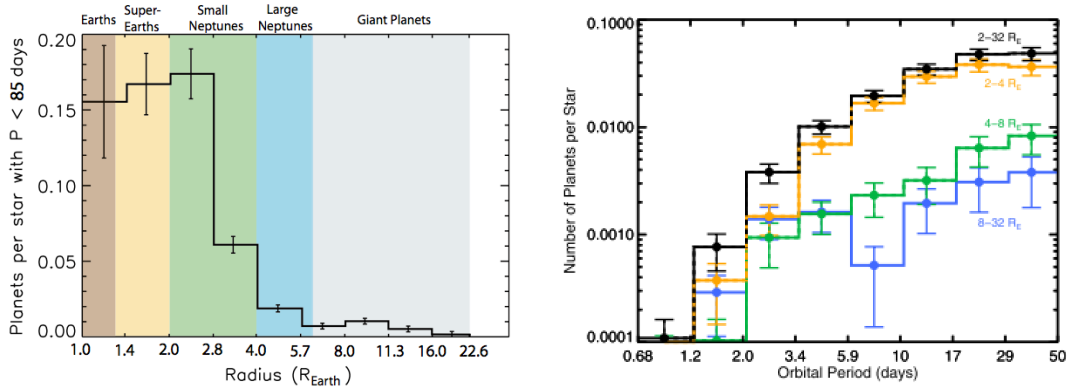 Earths
Super-
Earths
Small
Neptunes
Large
Neptunes
Giant Planets
Planets per star with P < 85 days
0.20
0.15
0.10
0.05
0.00
1.0 1.4 2.0 2.8 4.0 5.7 8.0 11.3 16.0 22.6
Radius (R_Earth)
Number of Planets per Star
0.1000
0.0100
0.0010
0.0001
2–32 R_E
2–4 R_E
4–8 R_E
8–32 R_E
0.68 1.2 2.0 3.4 5.9 10 17 29 50
Orbital Period (days)